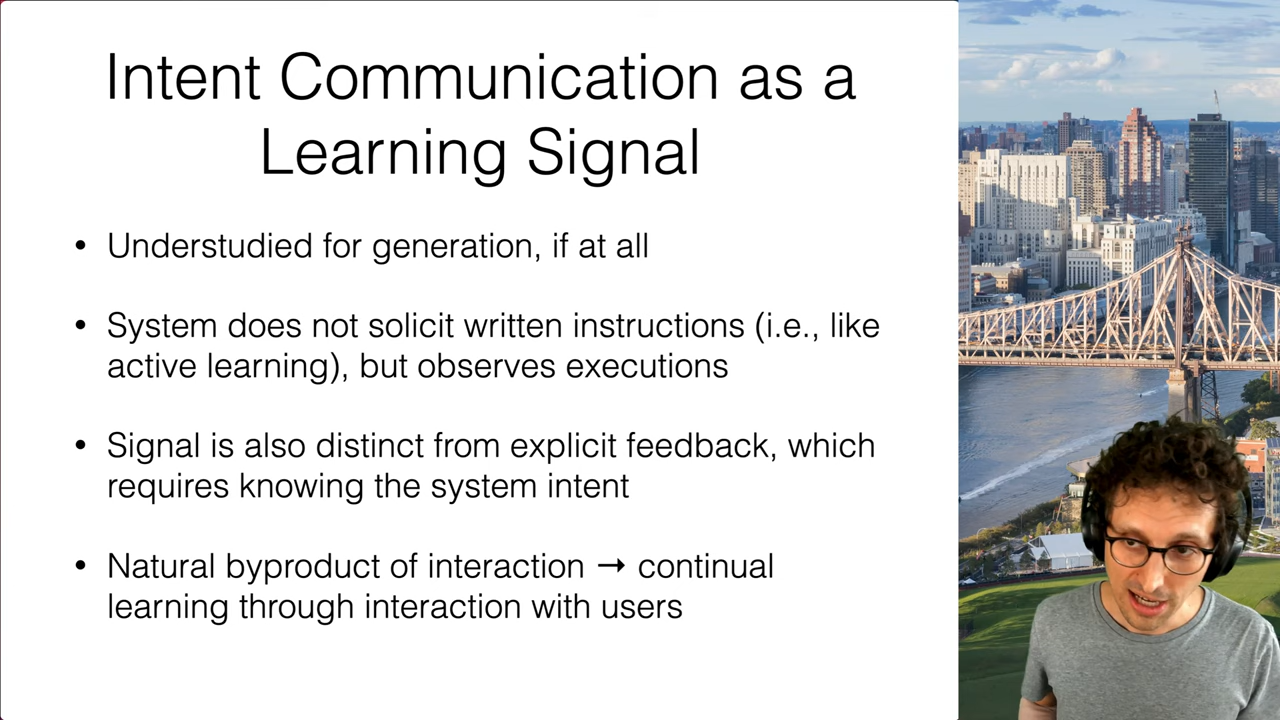 Intent Communication as a
Learning Signal
• Understudied for generation, if at all
• System does not solicit written instructions (i.e., like
active learning), but observes executions
• Signal is also distinct from explicit feedback, which
requires knowing the system intent
• Natural byproduct of interaction → continual
learning through interaction with users